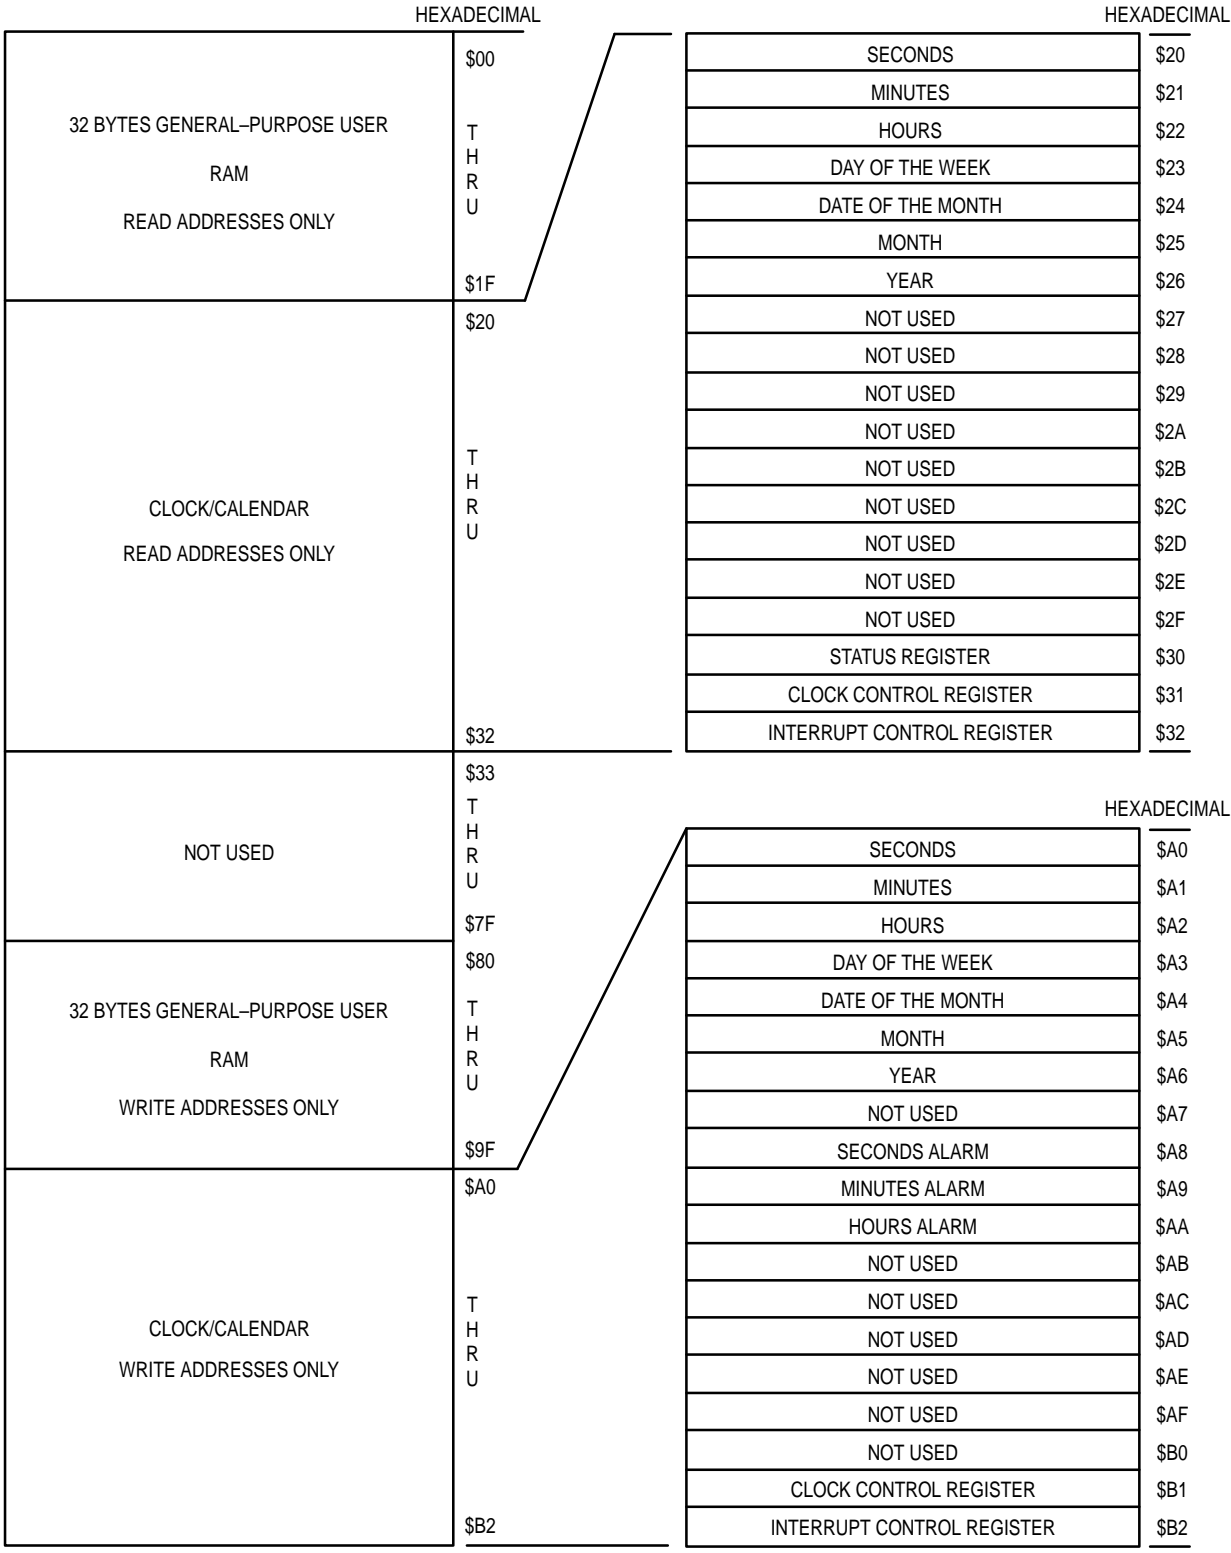 HEXADECIMAL
$00
32 BYTES GENERAL–PURPOSE USER
RAM
READ ADDRESSES ONLY
T
H
R
U
$1F
$20
CLOCK/CALENDAR
READ ADDRESSES ONLY
T
H
R
U
$32
$33
NOT USED
T
H
R
U
$7F
$80
32 BYTES GENERAL–PURPOSE USER
RAM
WRITE ADDRESSES ONLY
T
H
R
U
$9F
$A0
CLOCK/CALENDAR
WRITE ADDRESSES ONLY
T
H
R
U
$B2
HEXADECIMAL
SECONDS $20
MINUTES $21
HOURS $22
DAY OF THE WEEK $23
DATE OF THE MONTH $24
MONTH $25
YEAR $26
NOT USED $27
NOT USED $28
NOT USED $29
NOT USED $2A
NOT USED $2B
NOT USED $2C
NOT USED $2D
NOT USED $2E
NOT USED $2F
STATUS REGISTER $30
CLOCK CONTROL REGISTER $31
INTERRUPT CONTROL REGISTER $32
HEXADECIMAL
SECONDS $A0
MINUTES $A1
HOURS $A2
DAY OF THE WEEK $A3
DATE OF THE MONTH $A4
MONTH $A5
YEAR $A6
NOT USED $A7
SECONDS ALARM $A8
MINUTES ALARM $A9
HOURS ALARM $AA
NOT USED $AB
NOT USED $AC
NOT USED $AD
NOT USED $AE
NOT USED $AF
NOT USED $B0
CLOCK CONTROL REGISTER $B1
INTERRUPT CONTROL REGISTER $B2